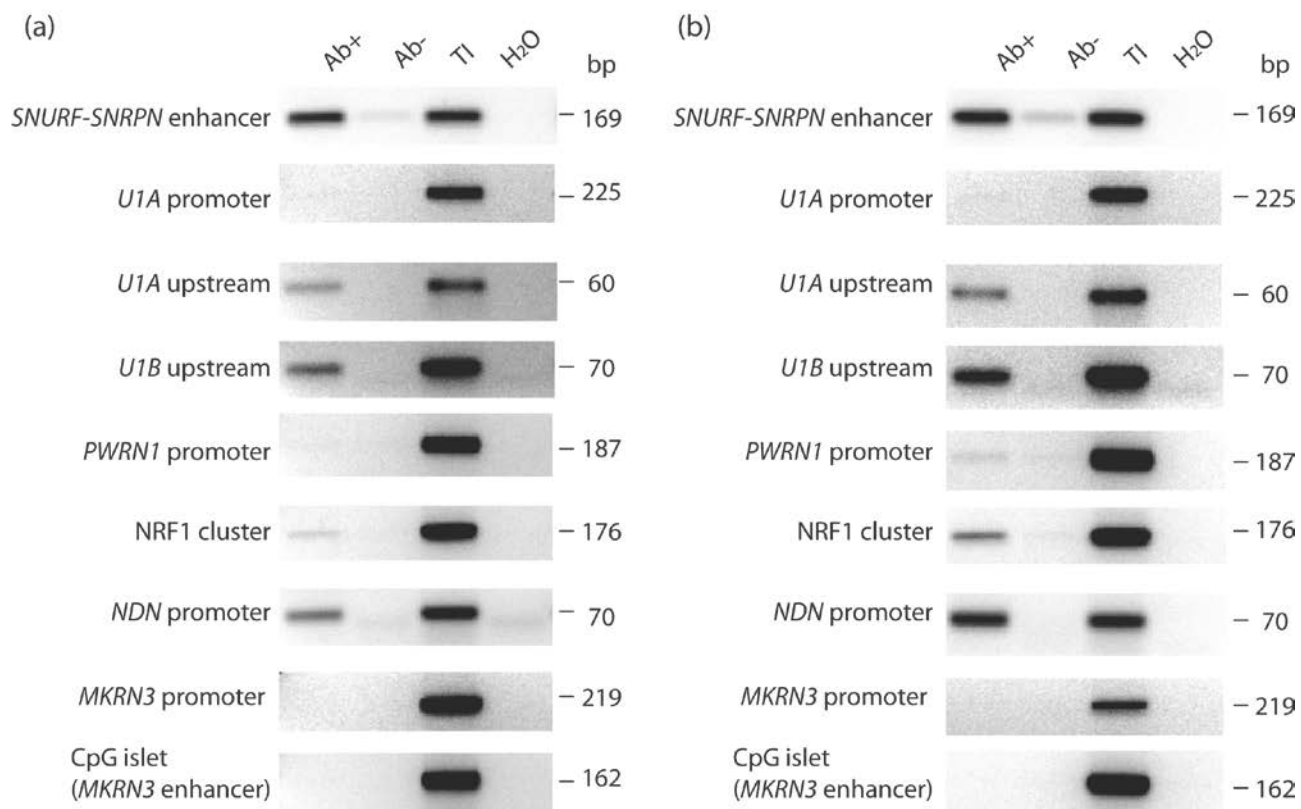 (a)
Ab+ Ab- TI H₂O
bp
SNURF-SNRPN enhancer – 169
U1A promoter – 225
U1A upstream – 60
U1B upstream – 70
PWRN1 promoter – 187
NRF1 cluster – 176
NDN promoter – 70
MKRN3 promoter – 219
CpG islet
(MKRN3 enhancer) – 162
(b)
Ab+ Ab- TI H₂O
bp
SNURF-SNRPN enhancer – 169
U1A promoter – 225
U1A upstream – 60
U1B upstream – 70
PWRN1 promoter – 187
NRF1 cluster – 176
NDN promoter – 70
MKRN3 promoter – 219
CpG islet
(MKRN3 enhancer) – 162